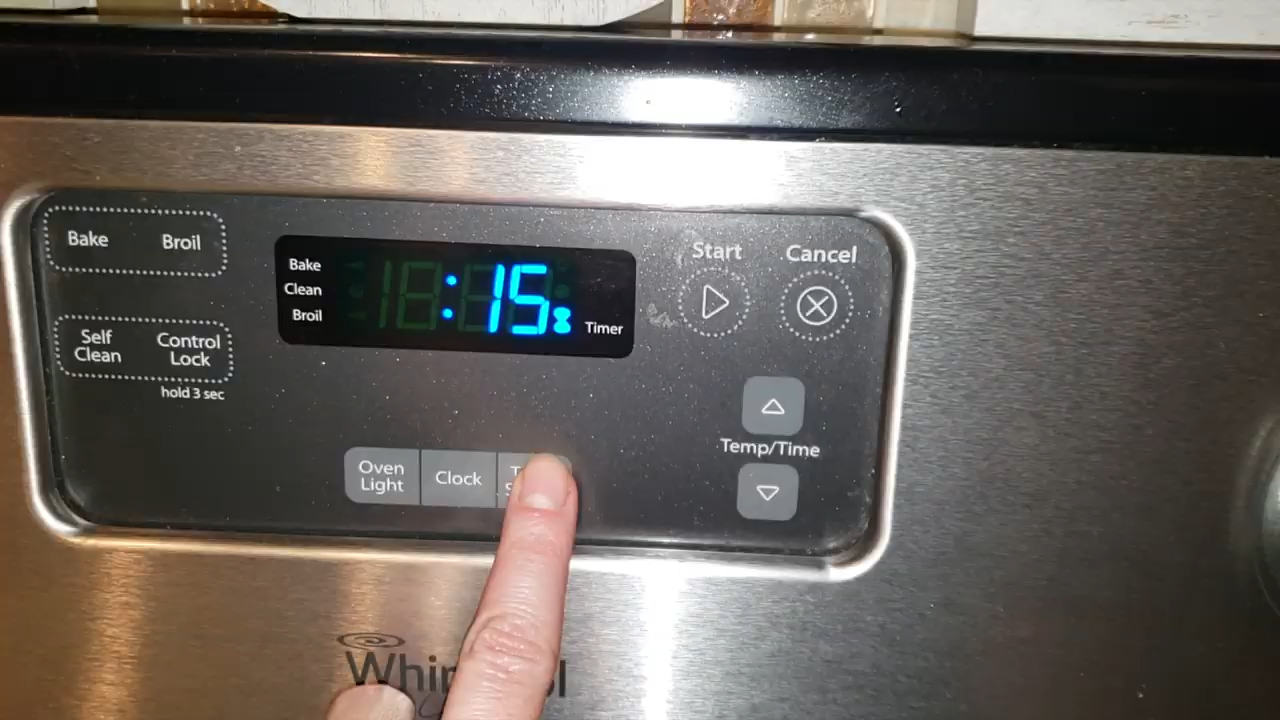 Bake Broil
Self Clean
Control Lock
hold 3 sec
Bake
Clean
Broil
:15
Timer
Start
Cancel
Temp/Time
Oven Light
Clock